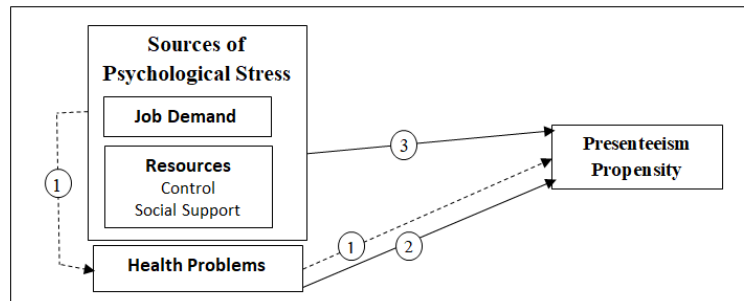 Sources of
Psychological Stress
Job Demand
Resources
Control
Social Support
Health Problems
1
3
1
2
Presenteeism
Propensity